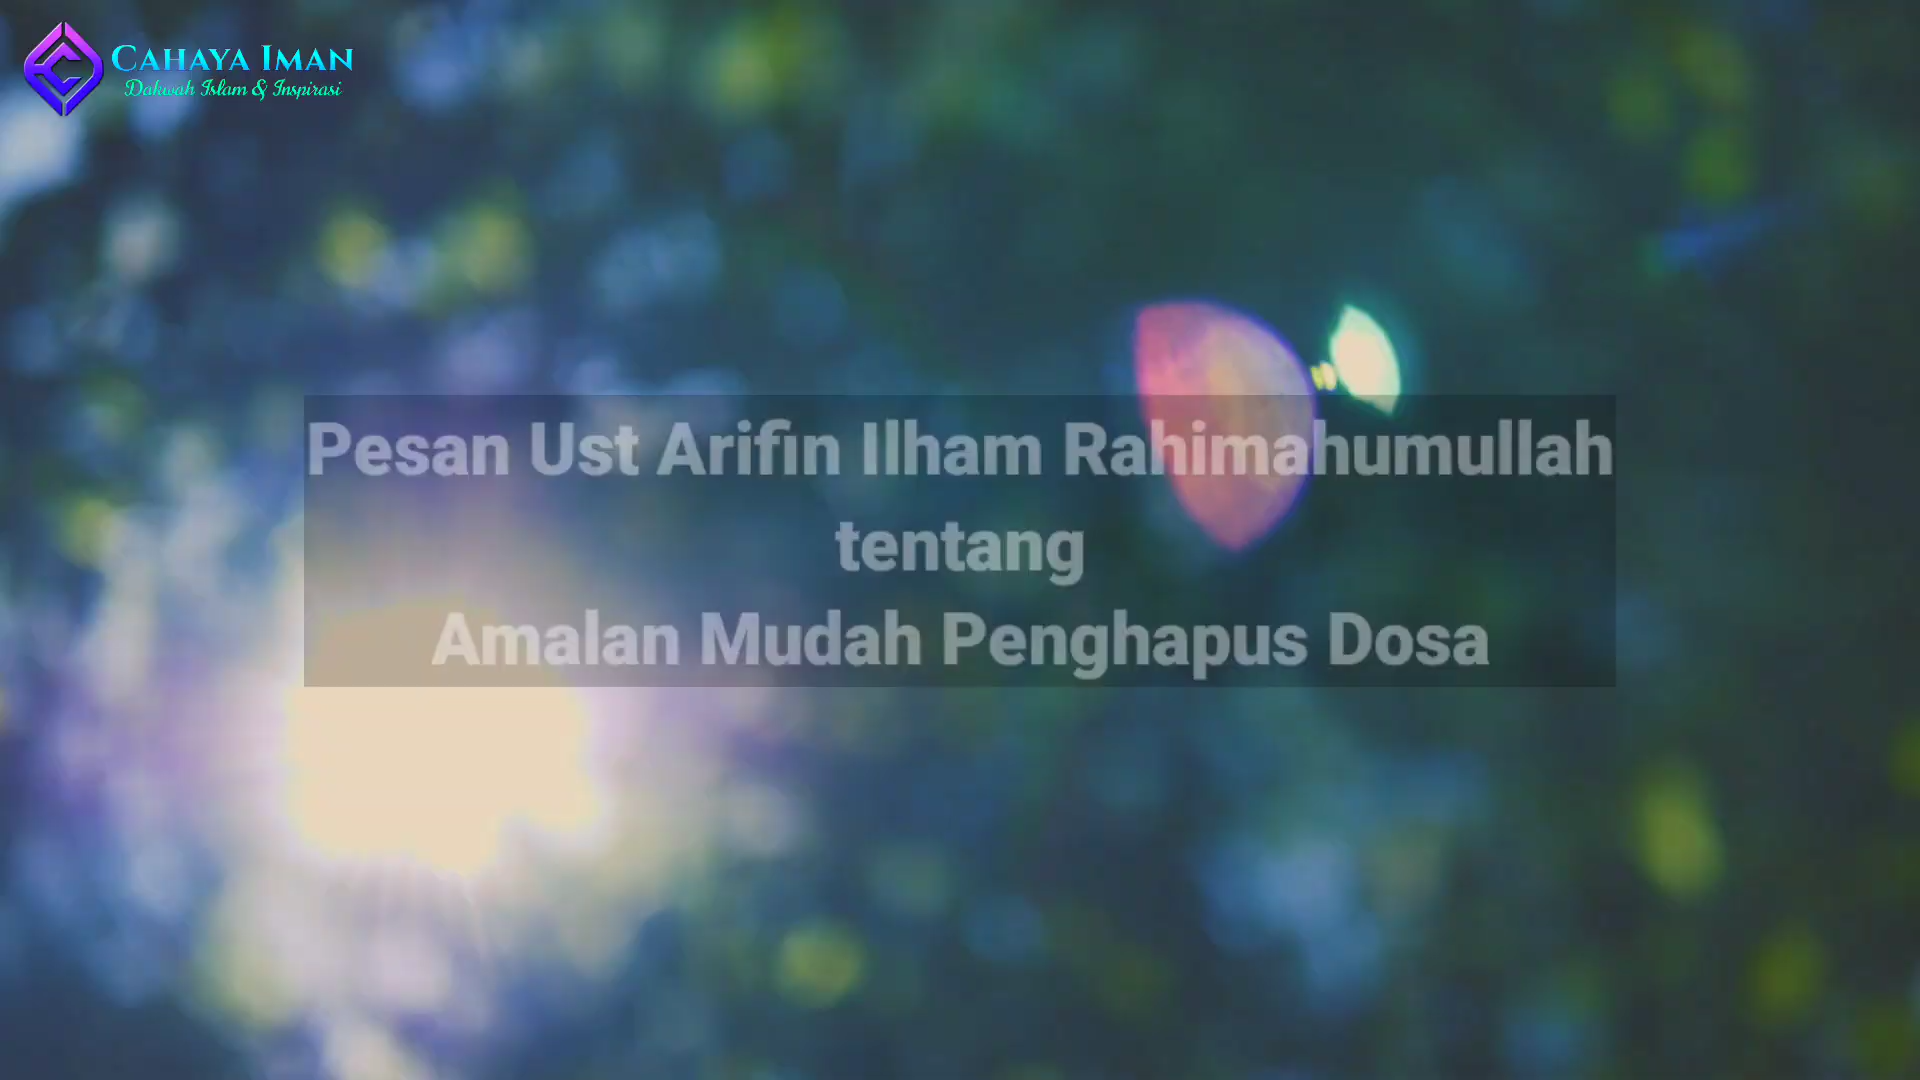 CAHAYA IMAN
Dakwah Islam & Inspirasi
Pesan Ust Arifin Ilham Rahimahumullah
tentang
Amalan Mudah Penghapus Dosa